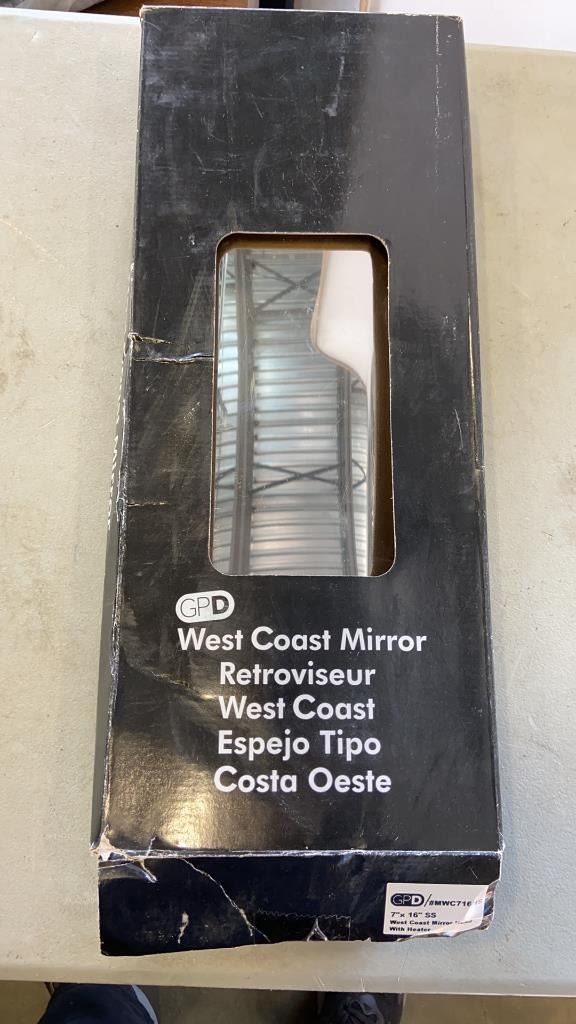 GPD
West Coast Mirror
Retroviseur
West Coast
Espejo Tipo
Costa Oeste
GPD/
7"x 16" SS
West Coast Mirror
With Heater